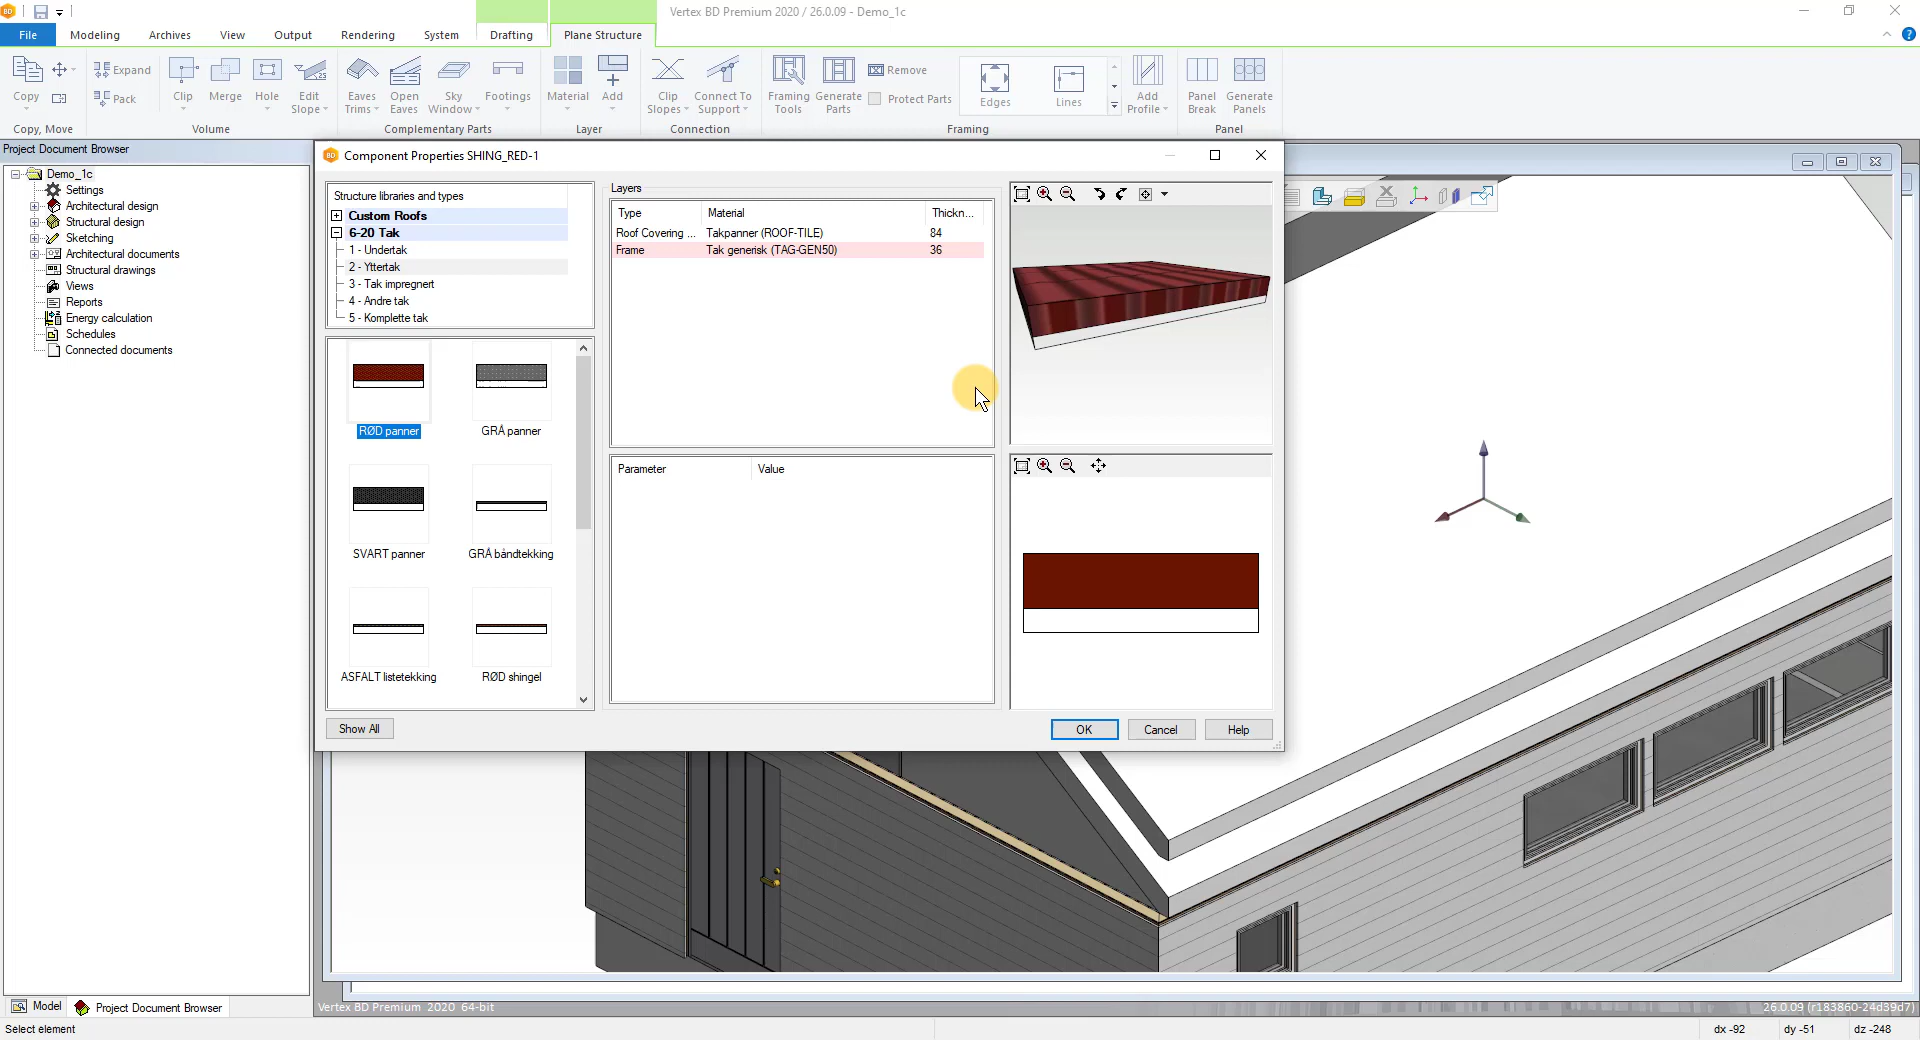 Vertex BD Premium 2020 / 26.0.09 - Demo_1c
File Modeling Archives View Output Rendering System Drafting Plane Structure
Copy Expand Pack Clip Merge Hole Edit Slope Eaves Trims Open Eaves Sky Window Footings Material Add Clip Slopes Connect To Support Framing Tools Generate Parts Remove Protect Parts Edges Lines Add Profile Panel Break Generate Panels
Copy, Move Volume Complementary Parts Layer Connection Framing Panel
Project Document Browser
Demo_1c
Settings
Architectural design
Structural design
Sketching
Architectural documents
Structural drawings
Views
Reports
Energy calculation
Schedules
Connected documents
Component Properties SHING_RED-1
Structure libraries and types
Custom Roofs
6-20 Tak
1 - Undertak
2 - Yttertak
3 - Tak impregnert
4 - Andre tak
5 - Komplette tak
RØD panner GRÅ panner
SVART panner GRÅ båndtekking
ASFALT listetekking RØD shingel
Show All
Layers
Type Material Thickn...
Roof Covering ... Takpanner (ROOF-TILE) 84
Frame Tak generisk (TAG-GEN50) 36
Parameter Value
OK Cancel Help
Model Project Document Browser
Vertex BD Premium 2020 64-bit
26.0.09 (r183860-24d39d7)
Select element
dx -92 dy -51 dz -248